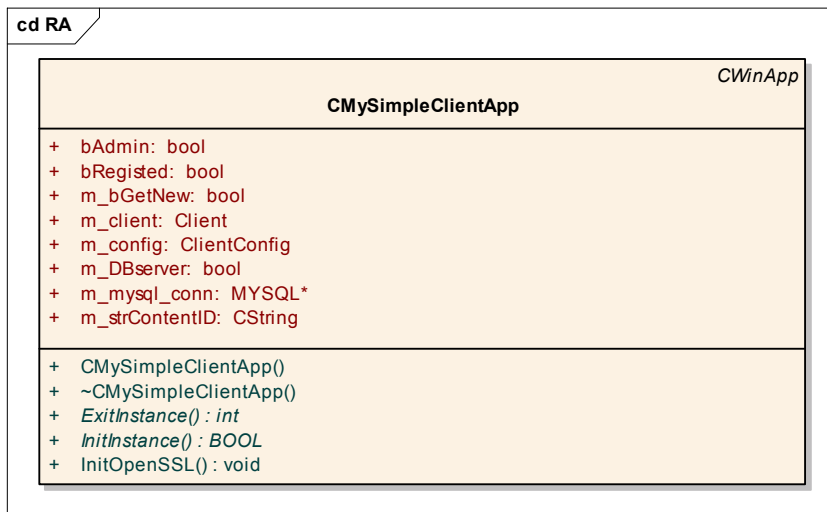 cd RA
CWinApp
CMySimpleClientApp
+ bAdmin: bool
+ bRegisted: bool
+ m_bGetNew: bool
+ m_client: Client
+ m_config: ClientConfig
+ m_DBserver: bool
+ m_mysql_conn: MYSQL*
+ m_strContentID: CString
+ CMySimpleClientApp()
+ ~CMySimpleClientApp()
+ ExitInstance() : int
+ InitInstance() : BOOL
+ InitOpenSSL() : void